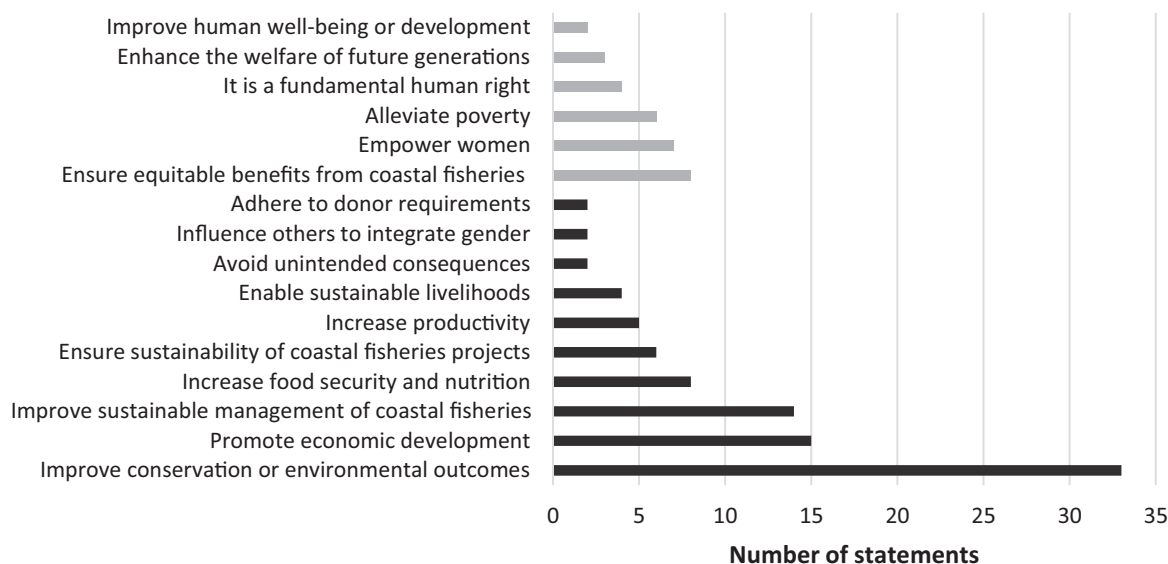 Improve human well-being or development
Enhance the welfare of future generations
It is a fundamental human right
Alleviate poverty
Empower women
Ensure equitable benefits from coastal fisheries
Adhere to donor requirements
Influence others to integrate gender
Avoid unintended consequences
Enable sustainable livelihoods
Increase productivity
Ensure sustainability of coastal fisheries projects
Increase food security and nutrition
Improve sustainable management of coastal fisheries
Promote economic development
Improve conservation or environmental outcomes
0 5 10 15 20 25 30 35
Number of statements